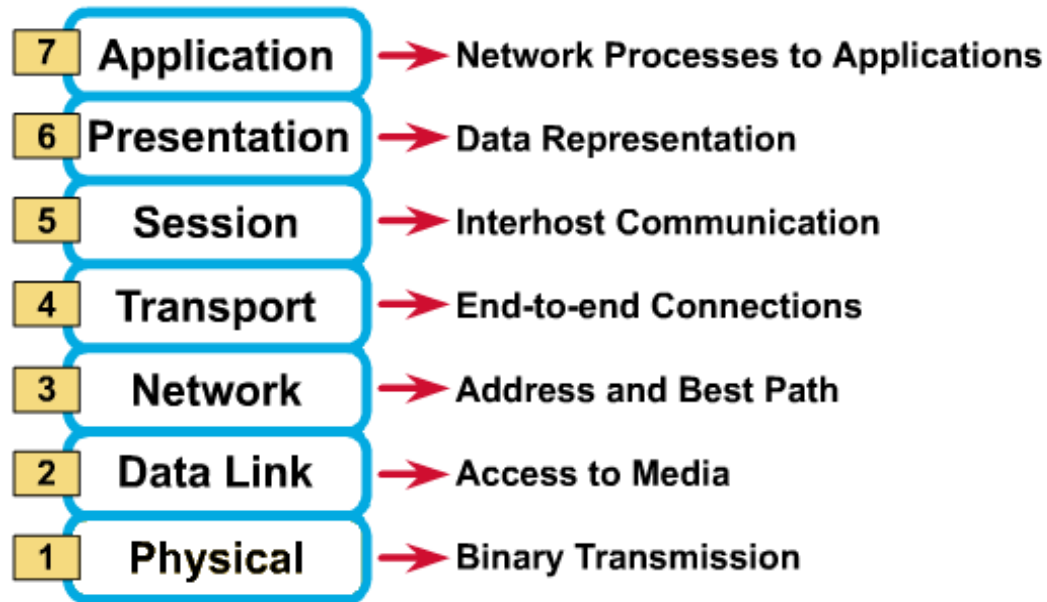 7 Application Network Processes to Applications
6 Presentation Data Representation
5 Session Interhost Communication
4 Transport End-to-end Connections
3 Network Address and Best Path
2 Data Link Access to Media
1 Physical Binary Transmission